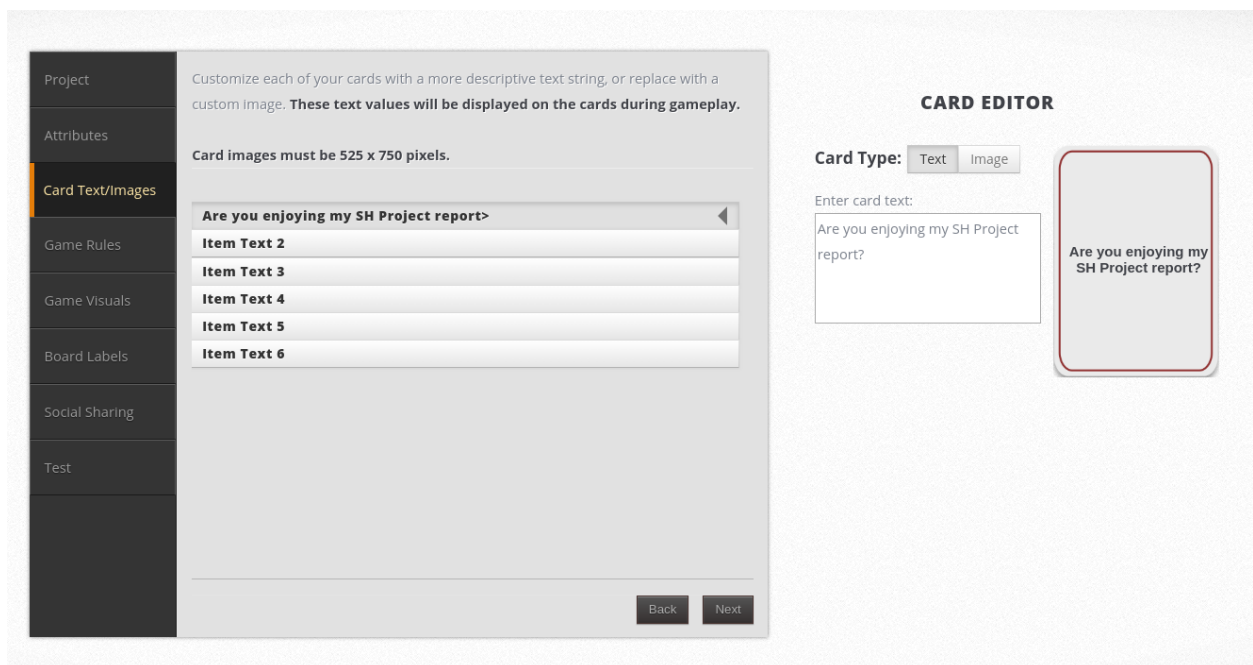 Project
Attributes
Card Text/Images
Game Rules
Game Visuals
Board Labels
Social Sharing
Test
Customize each of your cards with a more descriptive text string, or replace with a
custom image. These text values will be displayed on the cards during gameplay.
Card images must be 525 x 750 pixels.
Are you enjoying my SH Project report>
Item Text 2
Item Text 3
Item Text 4
Item Text 5
Item Text 6
Back Next
CARD EDITOR
Card Type: Text Image
Enter card text:
Are you enjoying my SH Project
report?
Are you enjoying my
SH Project report?